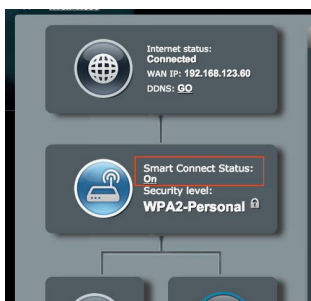 Internet status:
Connected
WAN IP: 192.168.123.60
DDNS: GO
Smart Connect Status:
On
Security level:
WPA2-Personal